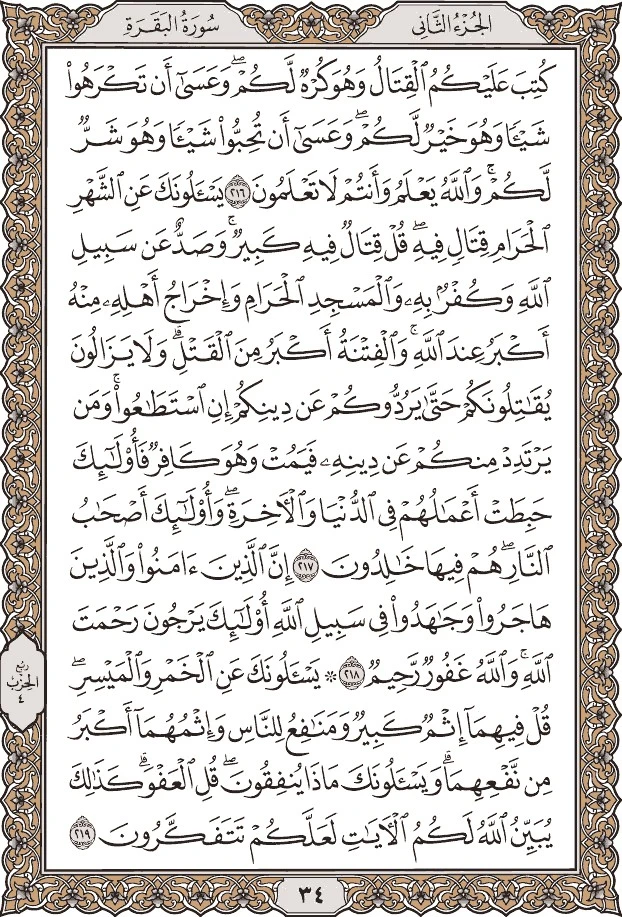 الجُزْءُ الثَّانِي
سُورَةُ البَقَرَةِ
كُتِبَ عَلَيْكُمُ ٱلْقِتَالُ وَهُوَ كُرْهٌ لَّكُمْ ۖ وَعَسَىٰٓ أَن تَكْرَهُوا۟
شَيْـًٔا وَهُوَ خَيْرٌ لَّكُمْ ۖ وَعَسَىٰٓ أَن تُحِبُّوا۟ شَيْـًٔا وَهُوَ شَرٌّ
لَّكُمْ ۗ وَٱللَّهُ يَعْلَمُ وَأَنتُمْ لَا تَعْلَمُونَ ٢١٦ يَسْـَٔلُونَكَ عَنِ ٱلشَّهْرِ
ٱلْحَرَامِ قِتَالٍ فِيهِ ۖ قُلْ قِتَالٌ فِيهِ كَبِيرٌ ۖ وَصَدٌّ عَن سَبِيلِ
ٱللَّهِ وَكُفْرٌۢ بِهِۦ وَٱلْمَسْجِدِ ٱلْحَرَامِ وَإِخْرَاجُ أَهْلِهِۦ مِنْهُ
أَكْبَرُ عِندَ ٱللَّهِ ۚ وَٱلْفِتْنَةُ أَكْبَرُ مِنَ ٱلْقَتْلِ ۗ وَلَا يَزَالُونَ
يُقَـٰتِلُونَكُمْ حَتَّىٰ يَرُدُّوكُمْ عَن دِينِكُمْ إِنِ ٱسْتَطَـٰعُوا۟ ۚ وَمَن
يَرْتَدِدْ مِنكُمْ عَن دِينِهِۦ فَيَمُتْ وَهُوَ كَافِرٌ فَأُو۟لَـٰٓئِكَ
حَبِطَتْ أَعْمَـٰلُهُمْ فِى ٱلدُّنْيَا وَٱلْـَٔاخِرَةِ ۖ وَأُو۟لَـٰٓئِكَ أَصْحَـٰبُ
ٱلنَّارِ ۖ هُمْ فِيهَا خَـٰلِدُونَ ٢١٧ إِنَّ ٱلَّذِينَ ءَامَنُوا۟ وَٱلَّذِينَ
هَاجَرُوا۟ وَجَـٰهَدُوا۟ فِى سَبِيلِ ٱللَّهِ أُو۟لَـٰٓئِكَ يَرْجُونَ رَحْمَتَ
ٱللَّهِ ۚ وَٱللَّهُ غَفُورٌ رَّحِيمٌ ٢١٨ ۞ يَسْـَٔلُونَكَ عَنِ ٱلْخَمْرِ وَٱلْمَيْسِرِ ۖ
قُلْ فِيهِمَآ إِثْمٌ كَبِيرٌ وَمَنَـٰفِعُ لِلنَّاسِ وَإِثْمُهُمَآ أَكْبَرُ
مِن نَّفْعِهِمَا ۗ وَيَسْـَٔلُونَكَ مَاذَا يُنفِقُونَ ۖ قُلِ ٱلْعَفْوَ ۗ كَذَٰلِكَ
يُبَيِّنُ ٱللَّهُ لَكُمُ ٱلْـَٔايَـٰتِ لَعَلَّكُمْ تَتَفَكَّرُونَ ٢١٩
ربع
الحزب
٤
٣٤